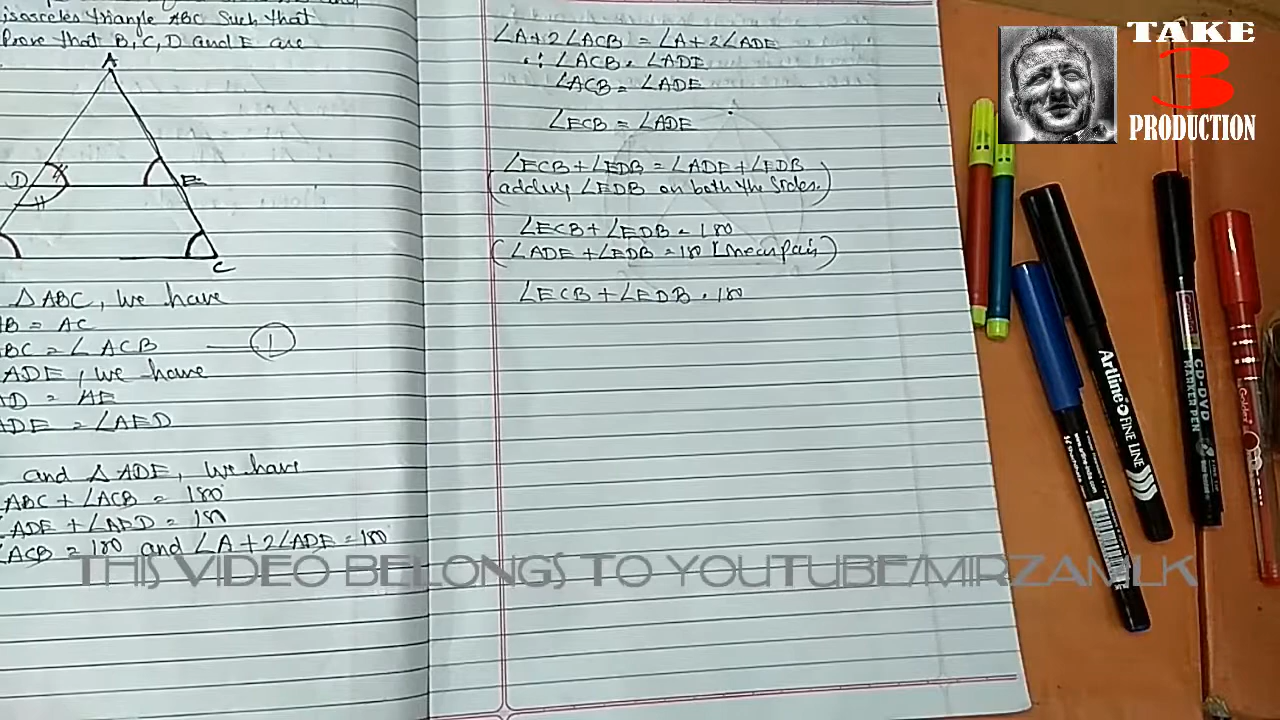 isosceles triangle ABC Such that
Prove that B, C, D and E are
A
D
E
C
△ABC, We have
AB = AC
ABC = ∠ACB ——— 1
ADE, we have
AD = AE
ADE = ∠AED
and △ADE, We have
∠ABC + ∠ACB = 180
∠ADE + ∠AED = 180
∠ACB = 180 and ∠A + 2∠ADE = 180
∠A+2∠ACB = ∠A+2∠ADE
∴ ∠ACB = ∠ADE
∠ACB = ∠ADE
∠ECB = ∠ADE
∠ECB + ∠EDB = ∠ADE + ∠EDB
(adding ∠EDB on both the sides.)
∠ECB + ∠EDB = 180
(∠ADE + ∠EDB = 180 linear pair)
∠ECB + ∠EDB = 180
TAKE
3
PRODUCTION
Artline
FINE LINE
CD-DVD
MARKER PEN
THIS VIDEO BELONGS TO YOUTUBE/MIRZAMLK